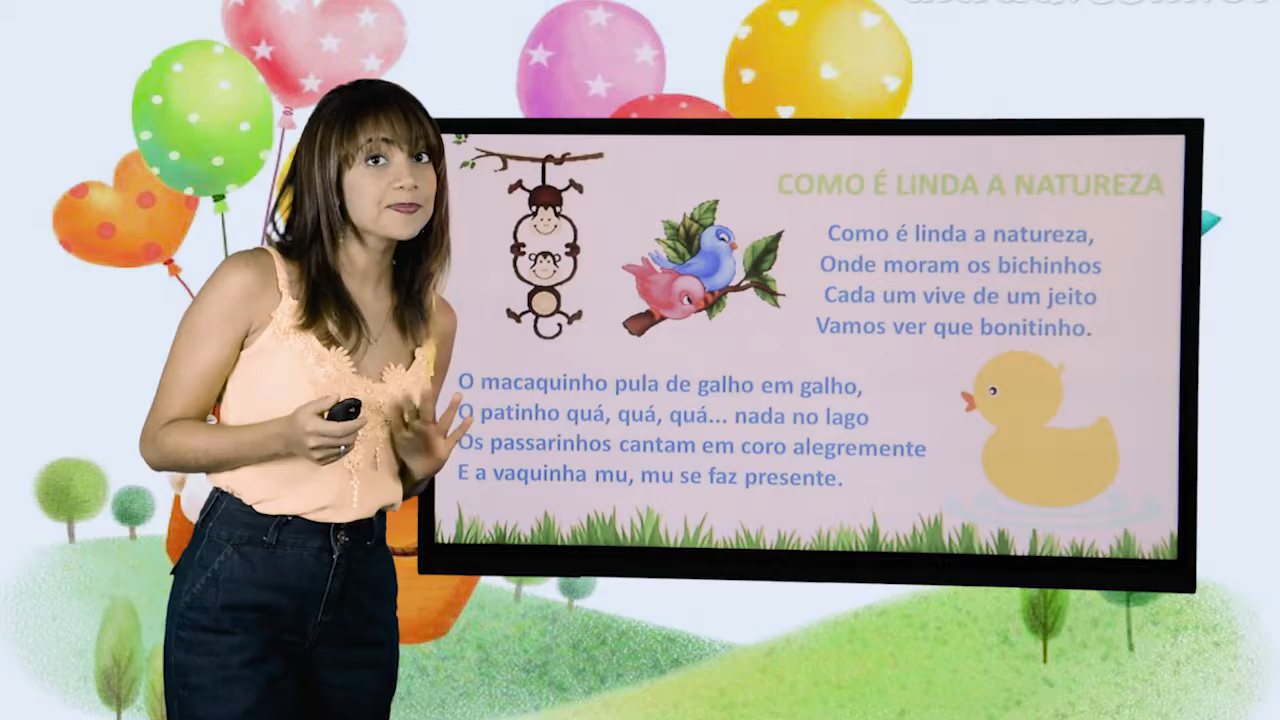 COMO É LINDA A NATUREZA
Como é linda a natureza,
Onde moram os bichinhos
Cada um vive de um jeito
Vamos ver que bonitinho.
O macaquinho pula de galho em galho,
O patinho quá, quá, quá... nada no lago
Os passarinhos cantam em coro alegremente
E a vaquinha mu, mu se faz presente.